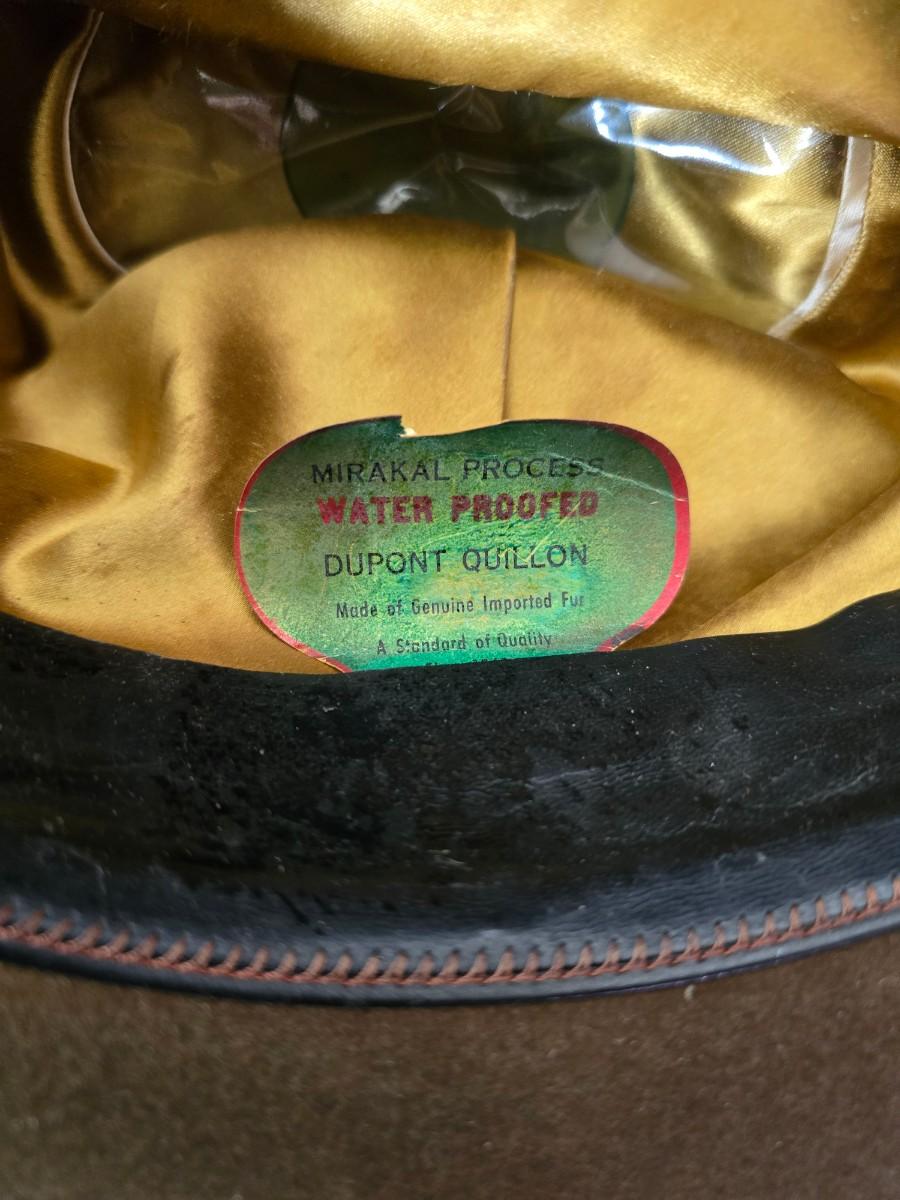 MIRAKAL PROCESS
WATER PROOFED
DUPONT QUILLON
Made of Genuine Imported Fur
A Standard of Quality